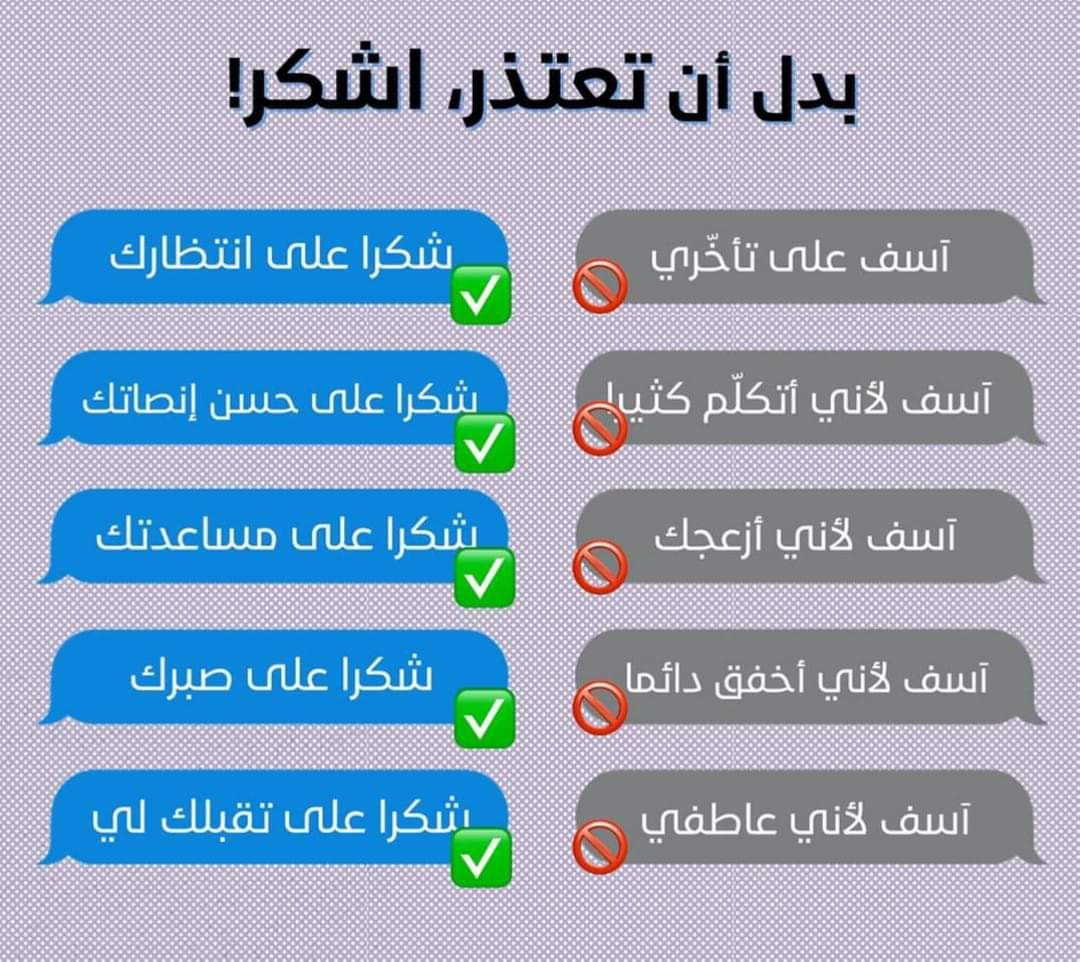 بدل أن تعتذر، اشكر!
آسف على تأخّري
شكرا على انتظارك
آسف لأني أتكلّم كثيرا
شكرا على حسن إنصاتك
آسف لأني أزعجك
شكرا على مساعدتك
آسف لأني أخفق دائما
شكرا على صبرك
آسف لأني عاطفي
شكرا على تقبلك لي